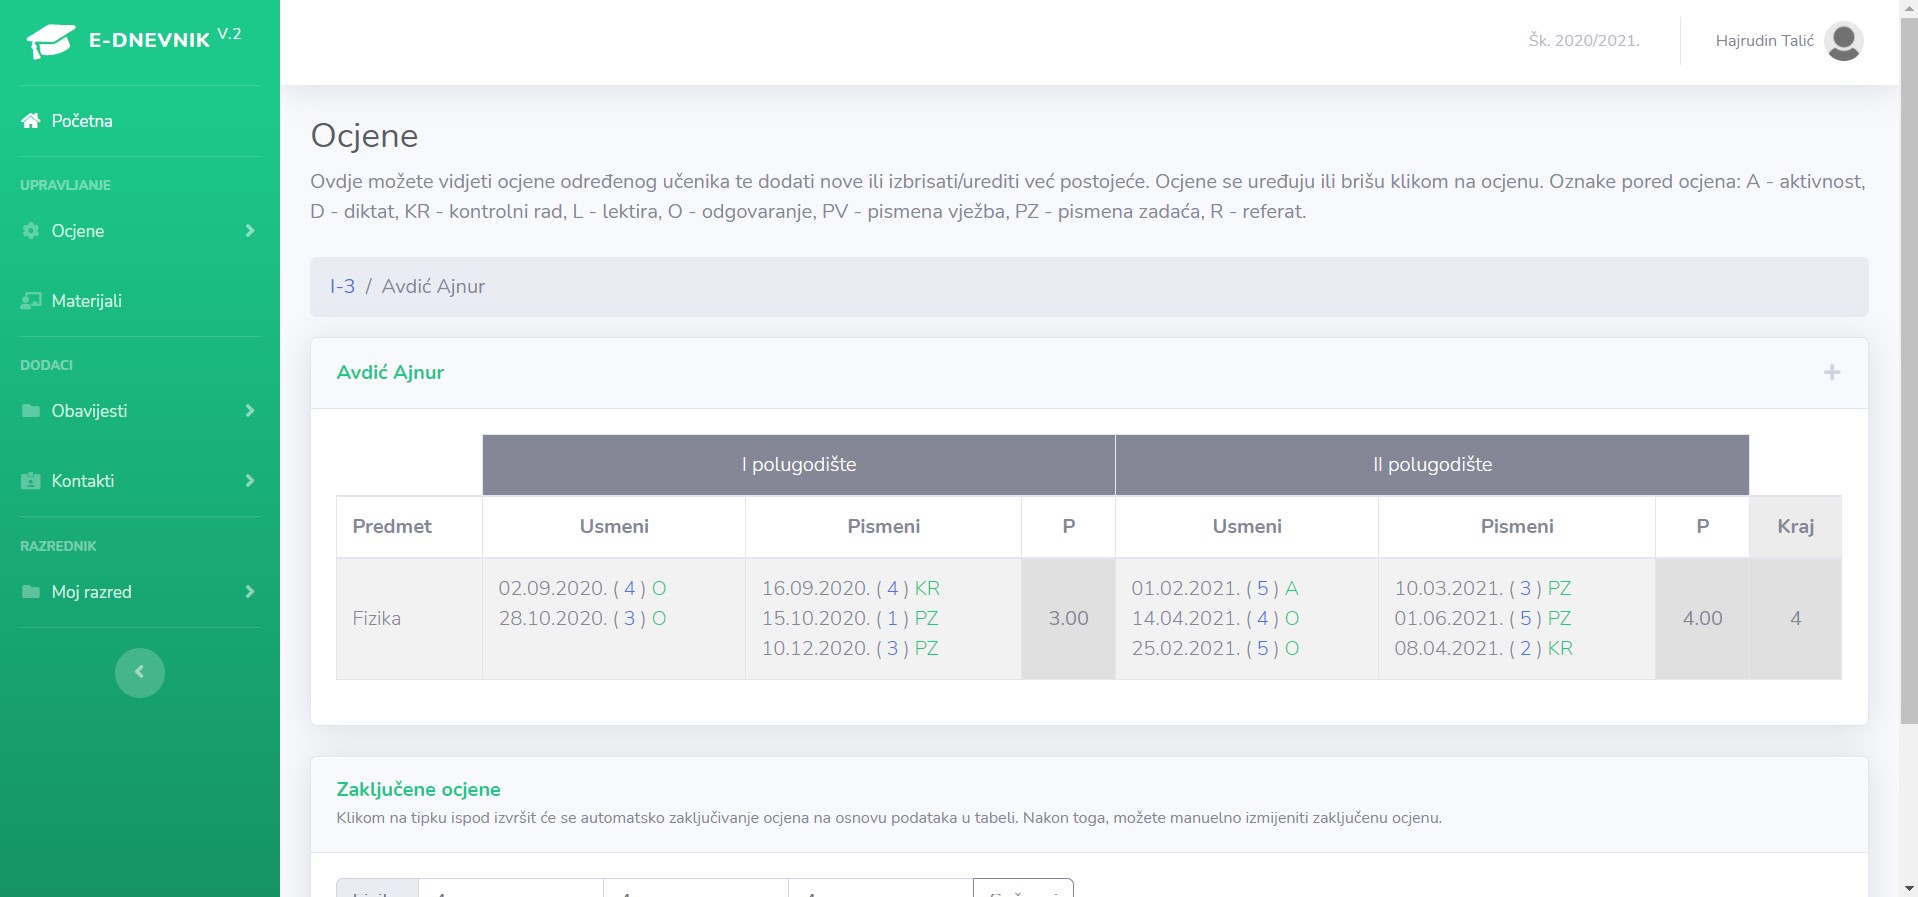 E-DNEVNIK V.2
Početna
UPRAVLJANJE
Ocjene
Materijali
DODACI
Obavijesti
Kontakti
RAZREDNIK
Moj razred
Šk. 2020/2021.
Hajrudin Talić
Ocjene
Ovdje možete vidjeti ocjene određenog učenika te dodati nove ili izbrisati/urediti već postojeće. Ocjene se uređuju ili brišu klikom na ocjenu. Oznake pored ocjena: A - aktivnost,
D - diktat, KR - kontrolni rad, L - lektira, O - odgovaranje, PV - pismena vježba, PZ - pismena zadaća, R - referat.
I-3 / Avdić Ajnur
Avdić Ajnur
I polugodište II polugodište
Predmet Usmeni Pismeni P Usmeni Pismeni P Kraj
02.09.2020. ( 4 ) O 16.09.2020. ( 4 ) KR 01.02.2021. ( 5 ) A 10.03.2021. ( 3 ) PZ
Fizika 28.10.2020. ( 3 ) O 15.10.2020. ( 1 ) PZ 3.00 14.04.2021. ( 4 ) O 01.06.2021. ( 5 ) PZ 4.00 4
10.12.2020. ( 3 ) PZ 25.02.2021. ( 5 ) O 08.04.2021. ( 2 ) KR
Zaključene ocjene
Klikom na tipku ispod izvršit će se automatsko zaključivanje ocjena na osnovu podataka u tabeli. Nakon toga, možete manuelno izmijeniti zaključenu ocjenu.